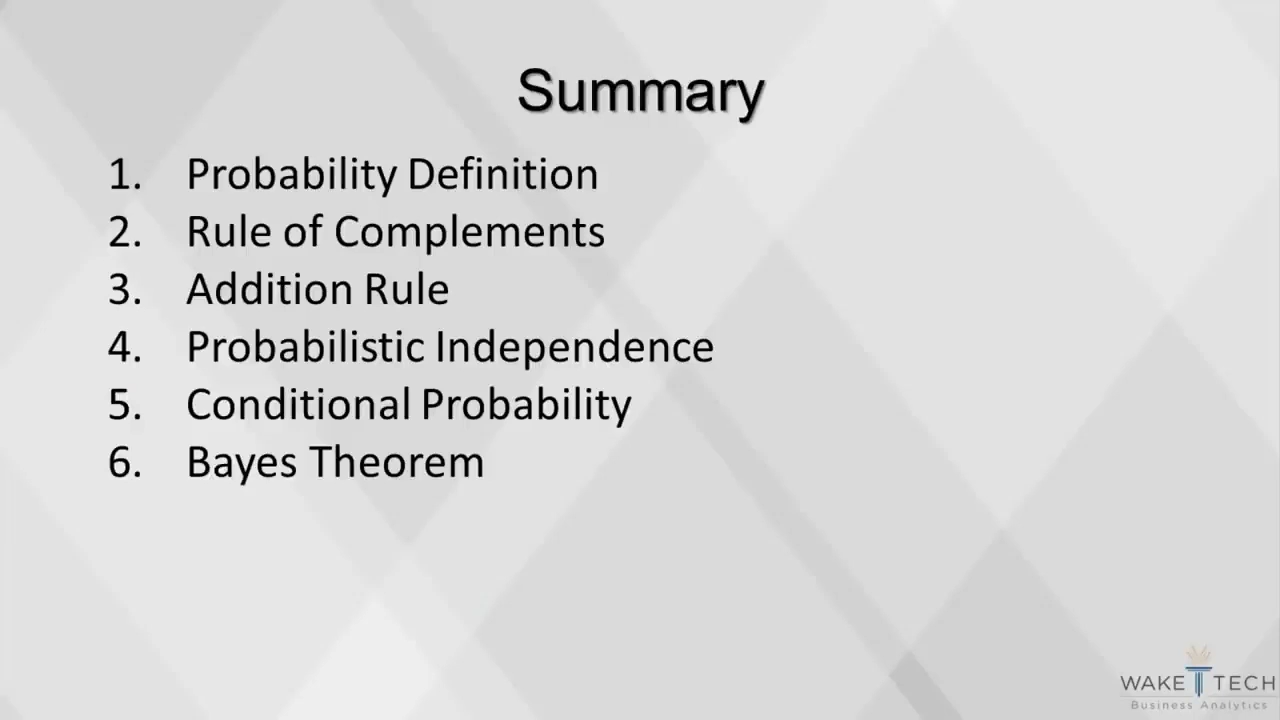 Summary
1. Probability Definition
2. Rule of Complements
3. Addition Rule
4. Probabilistic Independence
5. Conditional Probability
6. Bayes Theorem
WAKE TECH
Business Analytics